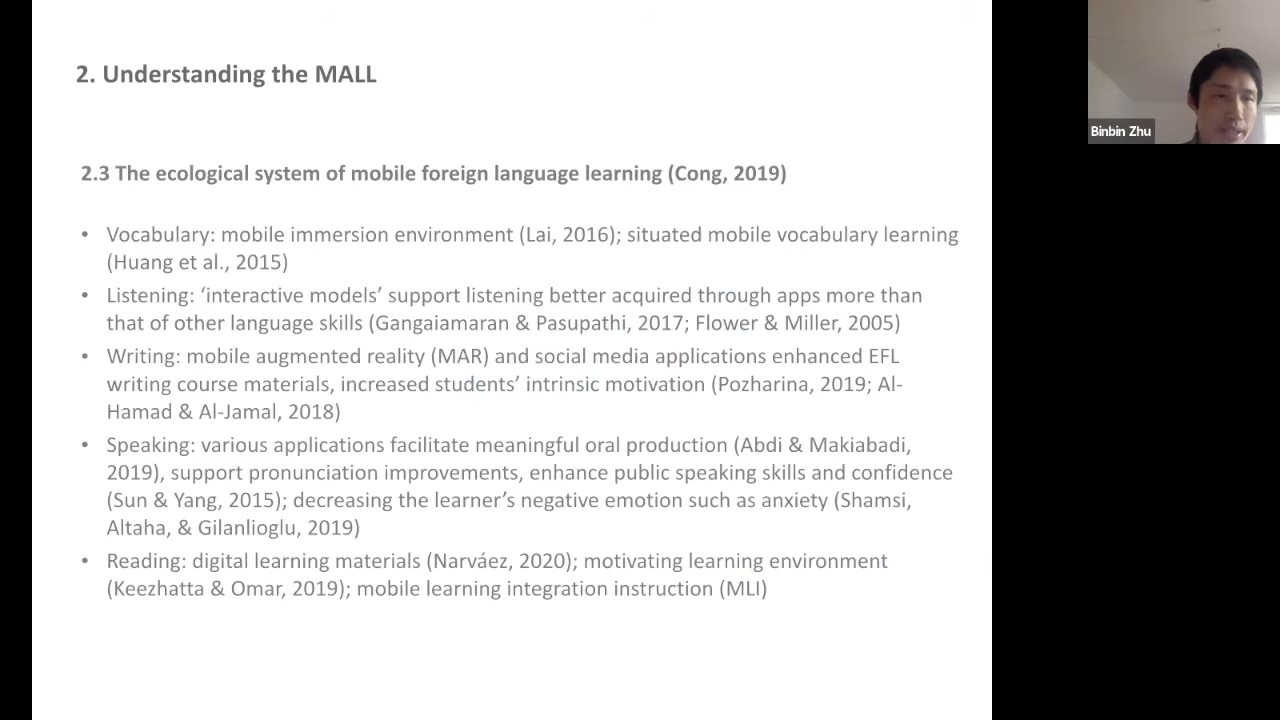 2. Understanding the MALL
2.3 The ecological system of mobile foreign language learning (Cong, 2019)
• Vocabulary: mobile immersion environment (Lai, 2016); situated mobile vocabulary learning
(Huang et al., 2015)
• Listening: ‘interactive models’ support listening better acquired through apps more than
that of other language skills (Gangaiamaran & Pasupathi, 2017; Flower & Miller, 2005)
• Writing: mobile augmented reality (MAR) and social media applications enhanced EFL
writing course materials, increased students’ intrinsic motivation (Pozharina, 2019; Al-
Hamad & Al-Jamal, 2018)
• Speaking: various applications facilitate meaningful oral production (Abdi & Makiabadi,
2019), support pronunciation improvements, enhance public speaking skills and confidence
(Sun & Yang, 2015); decreasing the learner’s negative emotion such as anxiety (Shamsi,
Altaha, & Gilanlioglu, 2019)
• Reading: digital learning materials (Narváez, 2020); motivating learning environment
(Keezhatta & Omar, 2019); mobile learning integration instruction (MLI)
Binbin Zhu